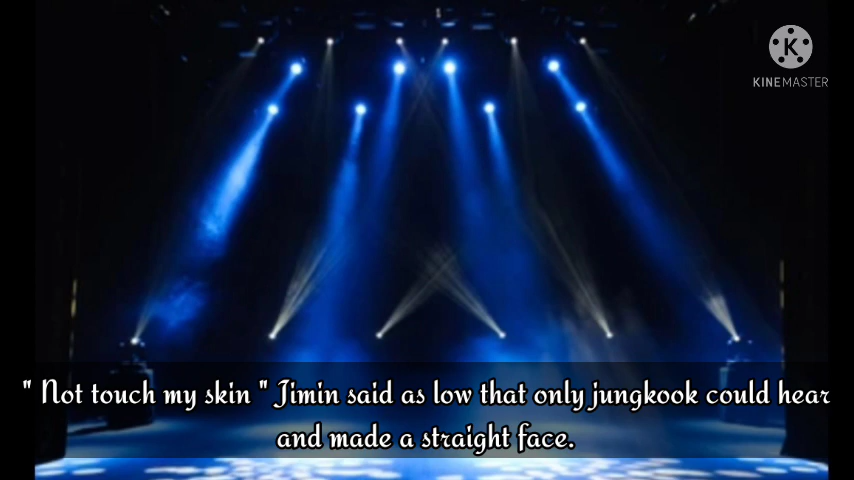 KINEMASTER
" Not touch my skin " Jimin said as low that only jungkook could hear
and made a straight face.